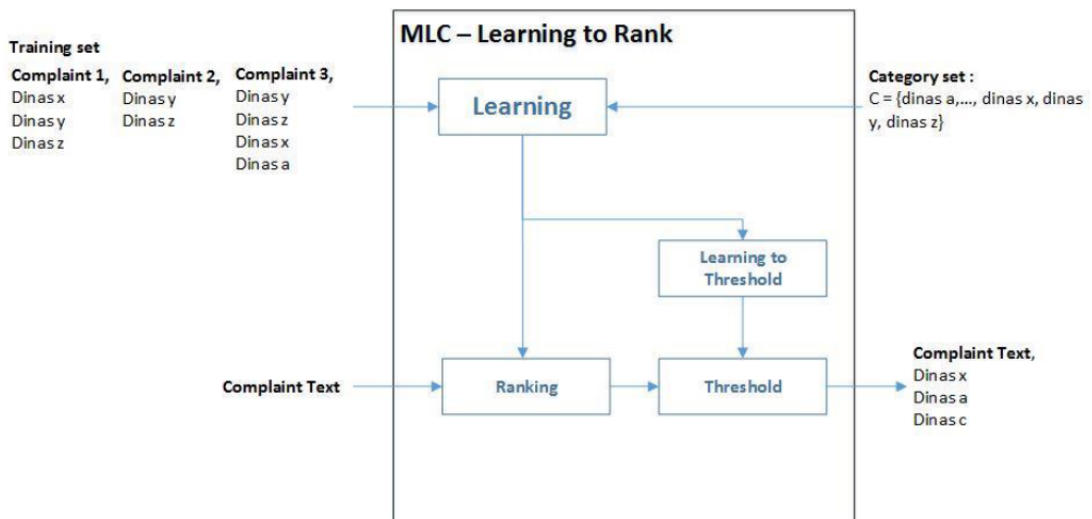 MLC – Learning to Rank
Training set
Complaint 1,
Dinas x
Dinas y
Dinas z
Complaint 2,
Dinas y
Dinas z
Complaint 3,
Dinas y
Dinas z
Dinas x
Dinas a
Learning
Category set :
C = {dinas a,..., dinas x, dinas
y, dinas z}
Learning to
Threshold
Complaint Text
Ranking
Threshold
Complaint Text,
Dinas x
Dinas a
Dinas c